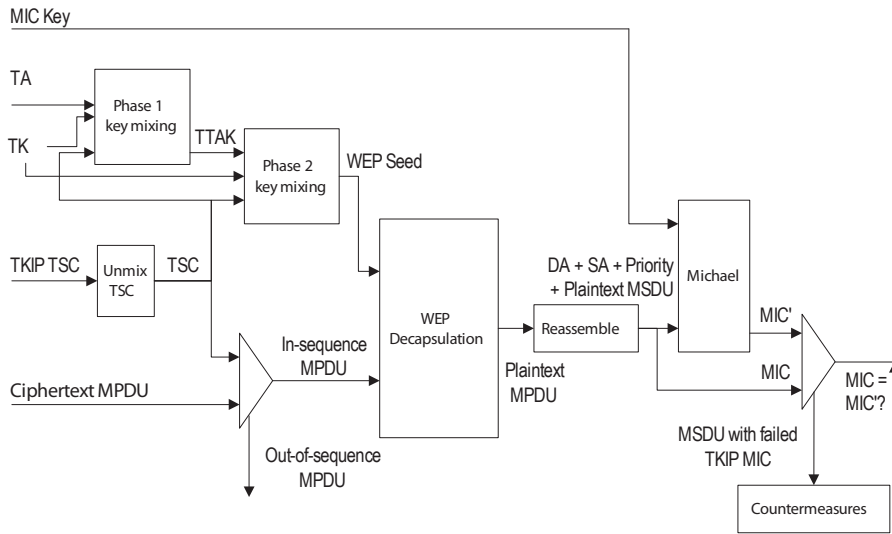 MIC Key
TA
Phase 1
key mixing
TK
TTAK
Phase 2
key mixing
WEP Seed
TKIP TSC
Unmix
TSC
TSC
DA + SA + Priority
+ Plaintext MSDU
Michael
WEP
Decapsulation
Reassemble
MIC'
In-sequence
MPDU
Plaintext
MPDU
MIC
MIC =
MIC'?
Ciphertext MPDU
Out-of-sequence
MPDU
MSDU with failed
TKIP MIC
Countermeasures